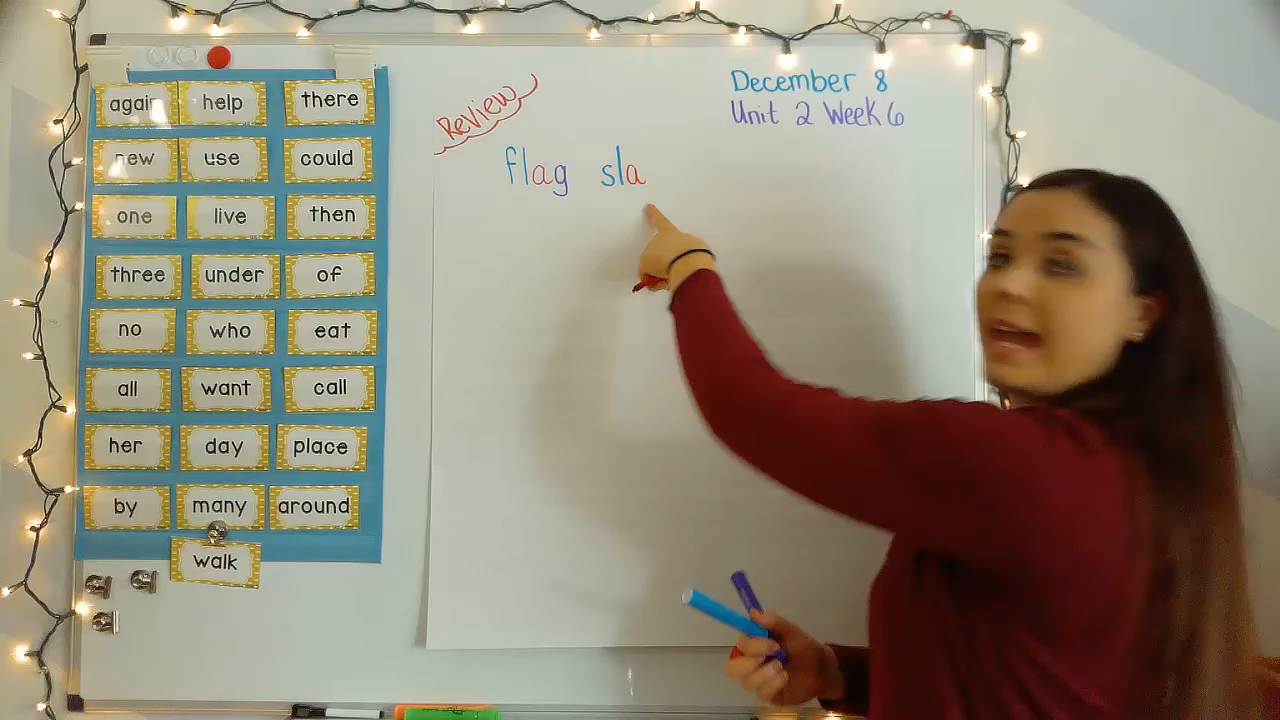 again help there
new use could
one live then
three under of
no who eat
all want call
her day place
by many around
walk
Review
December 8
Unit 2 Week 6
flag sla